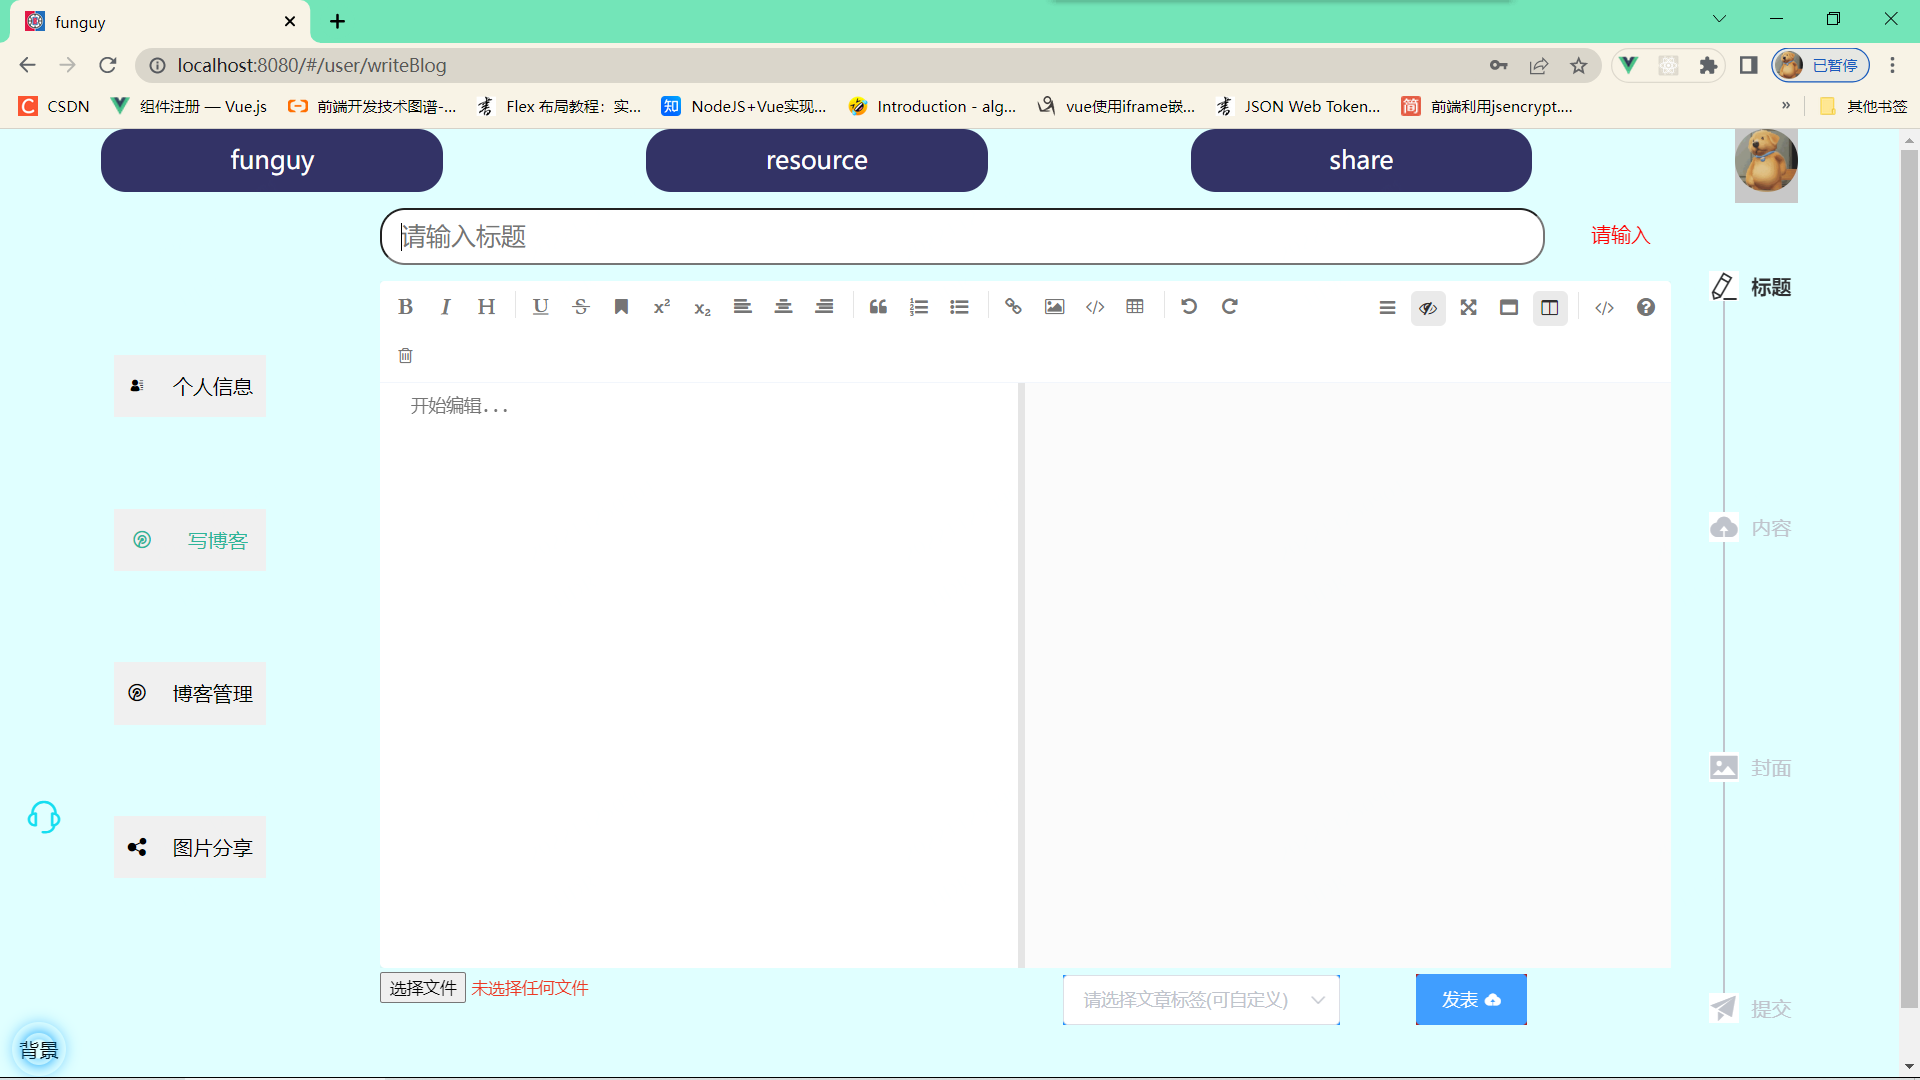 funguy
localhost:8080/#/user/writeBlog
已暂停
CSDN
组件注册 — Vue.js
前端开发技术图谱-...
Flex 布局教程：实...
知
NodeJS+Vue实现...
Introduction - alg...
vue使用iframe嵌...
JSON Web Token...
简
前端利用jsencrypt....
»
其他书签
funguy
resource
share
请输入标题
请输入
标题
开始编辑...
个人信息
写博客
博客管理
图片分享
内容
封面
提交
选择文件 未选择任何文件
请选择文章标签(可自定义)
发表
背景